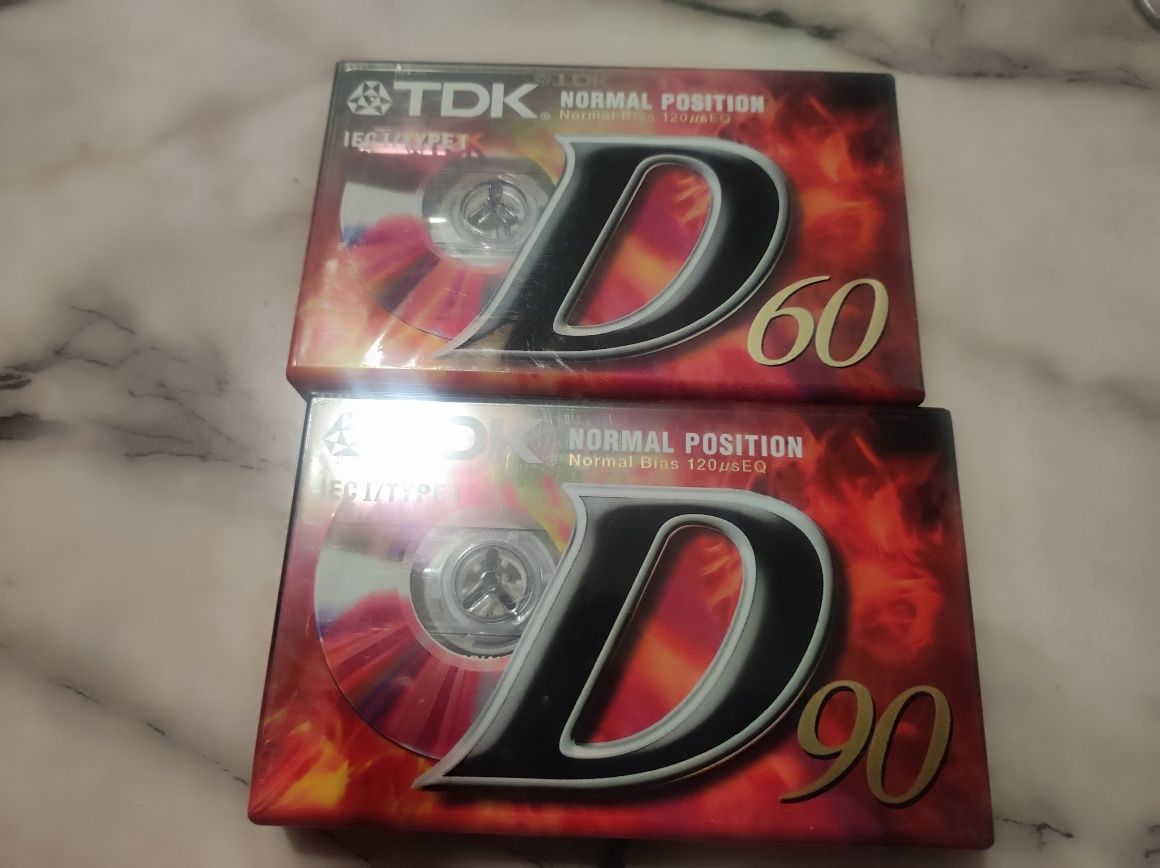 TDK® NORMAL POSITION
Normal Bias 120µsEQ
IEC I/TYPE I
D 60
TDK® NORMAL POSITION
Normal Bias 120µsEQ
IEC I/TYPE I
D 90